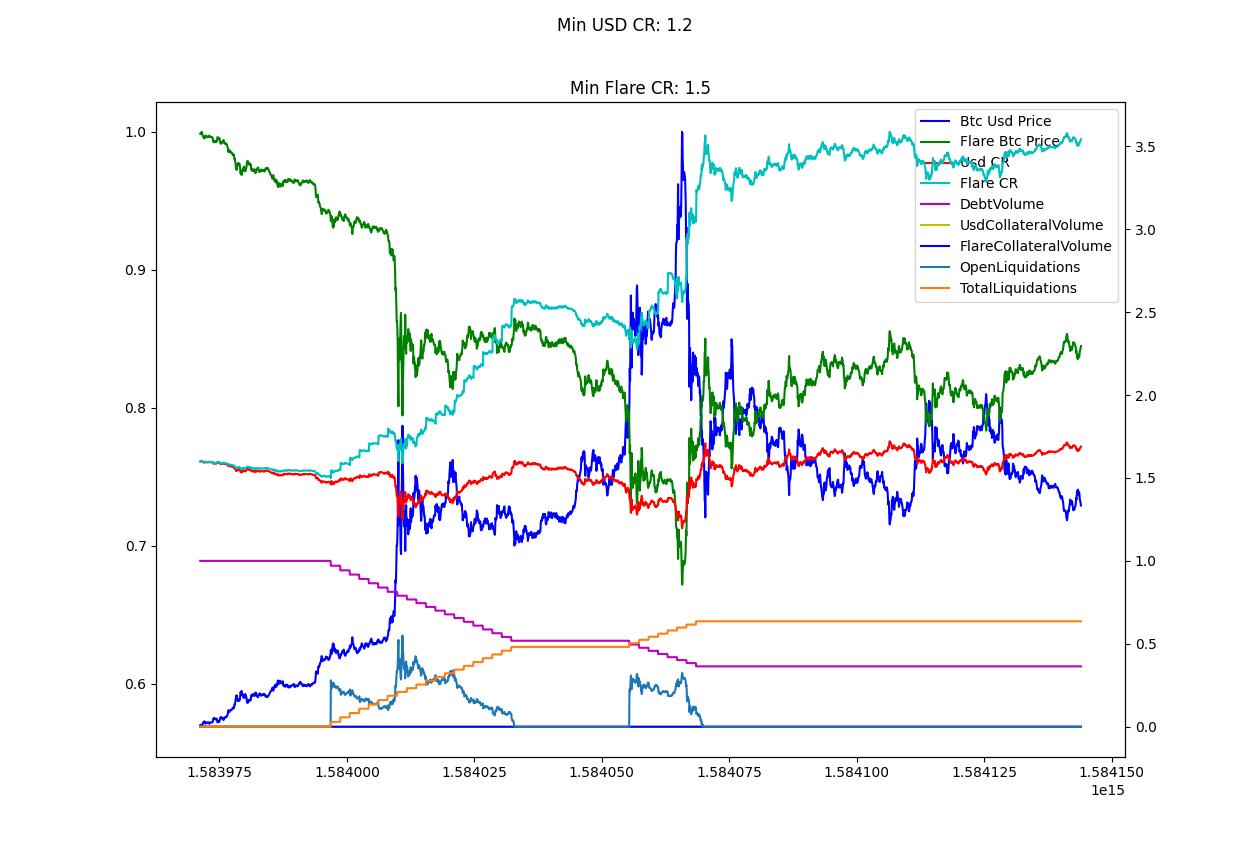 Min USD CR: 1.2
Min Flare CR: 1.5
1.0
0.9
0.8
0.7
0.6
3.5
3.0
2.5
2.0
1.5
1.0
0.5
0.0
Btc Usd Price
Flare Btc Price
Usd CR
Flare CR
DebtVolume
UsdCollateralVolume
FlareCollateralVolume
OpenLiquidations
TotalLiquidations
1.583975
1.584000
1.584025
1.584050
1.584075
1.584100
1.584125
1.584150
1e15